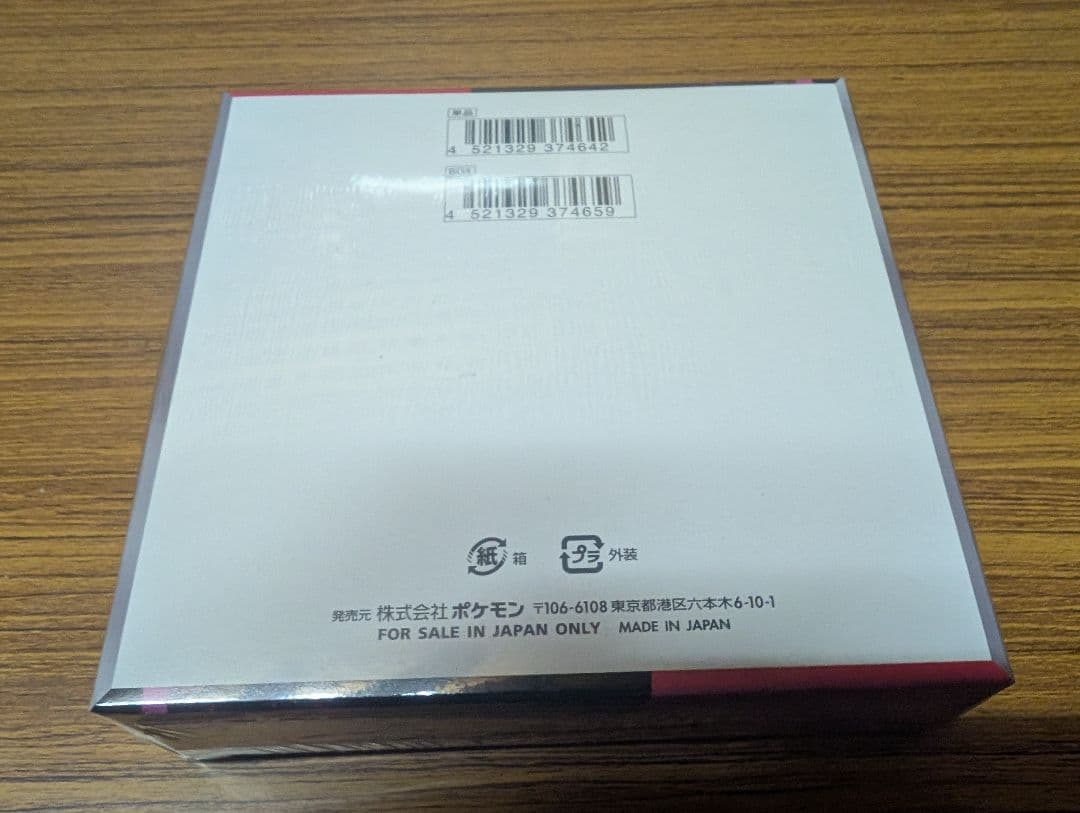 単品
4 521329 374642
BOX
4 521329 374659
紙 箱 プラ 外装
発売元 株式会社 ポケモン 〒106-6108 東京都港区六本木6-10-1
FOR SALE IN JAPAN ONLY MADE IN JAPAN